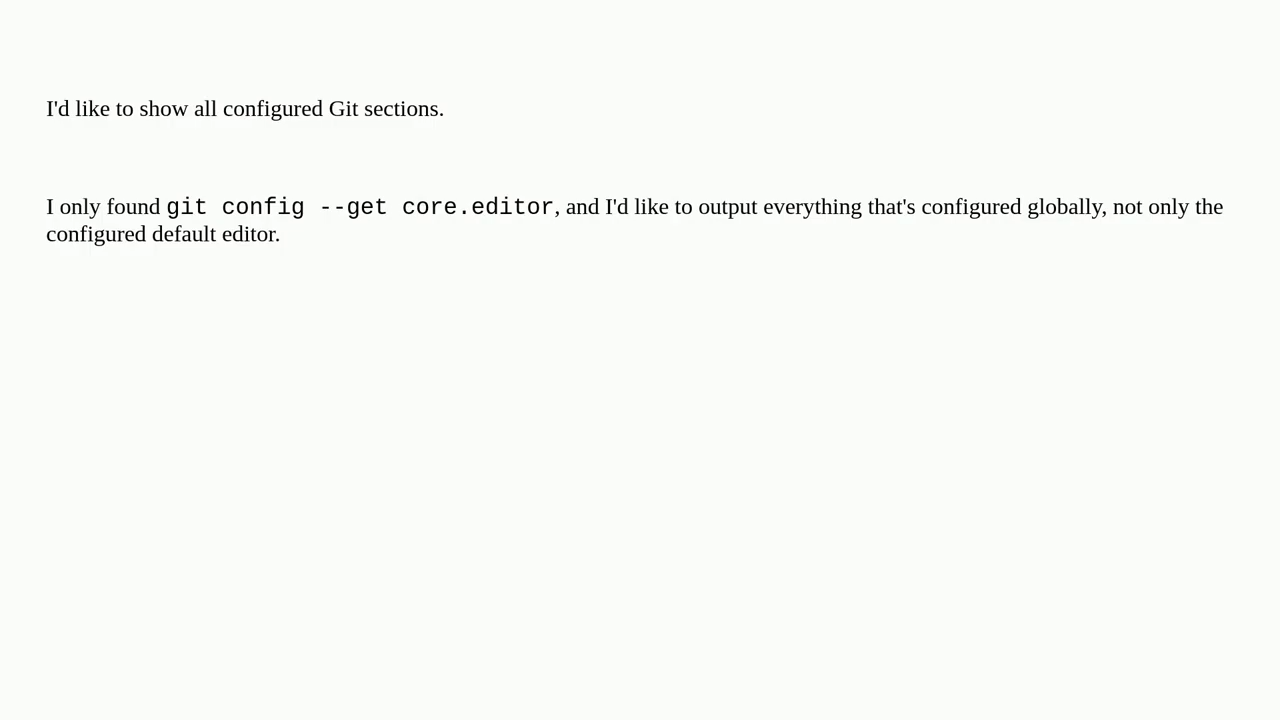 I'd like to show all configured Git sections.
I only found git config --get core.editor, and I'd like to output everything that's configured globally, not only the
configured default editor.